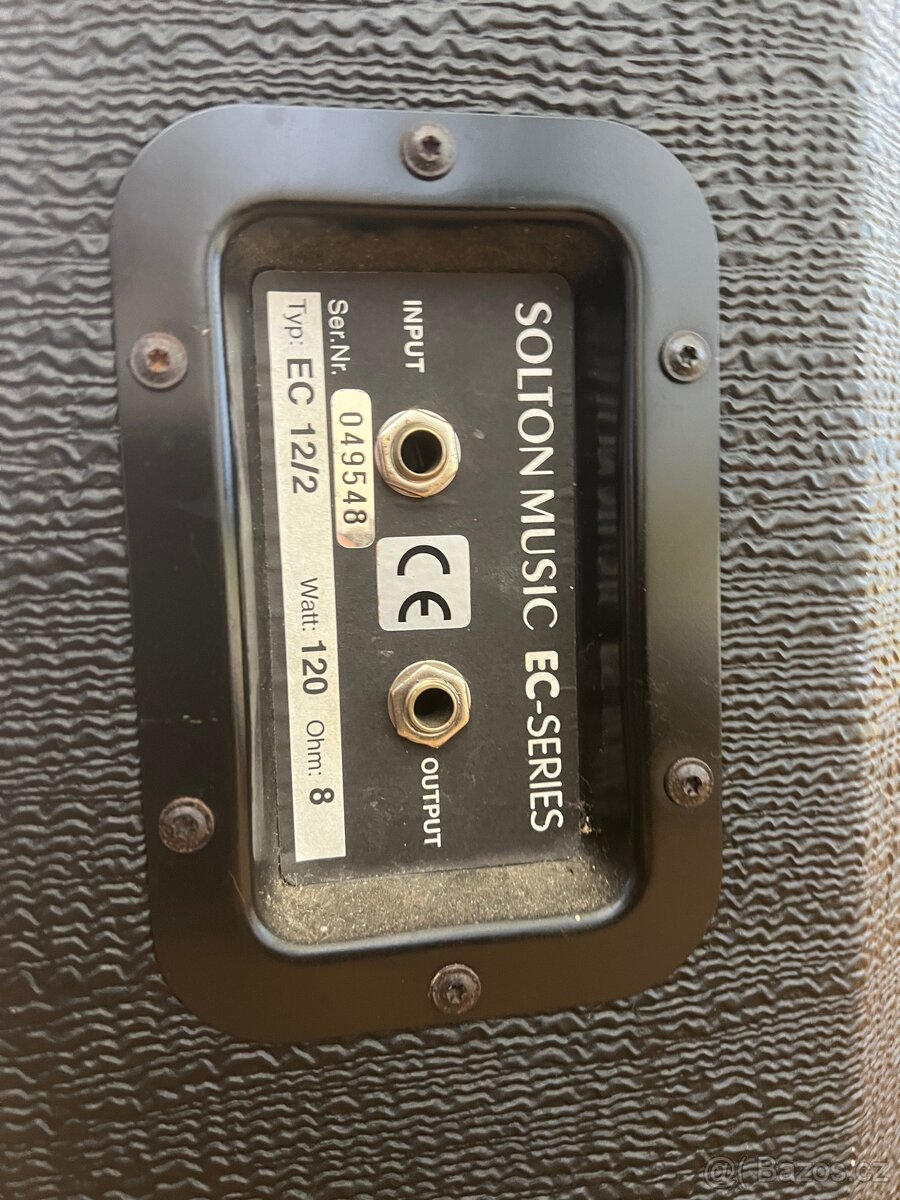 SOLTON MUSIC EC-SERIES
INPUT
CE
OUTPUT
Ser.Nr. 049548
Typ: EC 12/2 Watt: 120 Ohm: 8
@( Bazos.cz